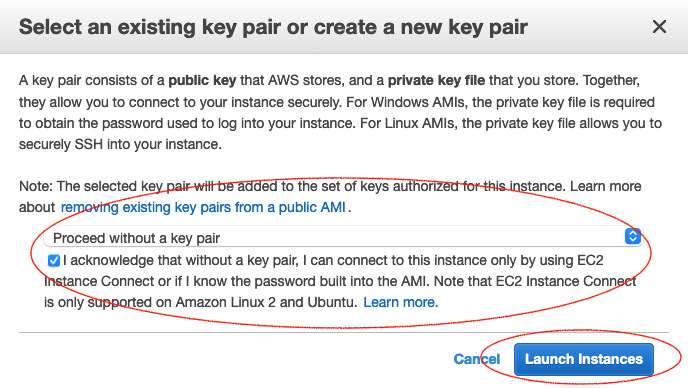 Select an existing key pair or create a new key pair
A key pair consists of a public key that AWS stores, and a private key file that you store. Together,
they allow you to connect to your instance securely. For Windows AMIs, the private key file is required
to obtain the password used to log into your instance. For Linux AMIs, the private key file allows you to
securely SSH into your instance.
Note: The selected key pair will be added to the set of keys authorized for this instance. Learn more
about removing existing key pairs from a public AMI .
Proceed without a key pair
I acknowledge that without a key pair, I can connect to this instance only by using EC2
Instance Connect or if I know the password built into the AMI. Note that EC2 Instance Connect
is only supported on Amazon Linux 2 and Ubuntu. Learn more.
Cancel Launch Instances